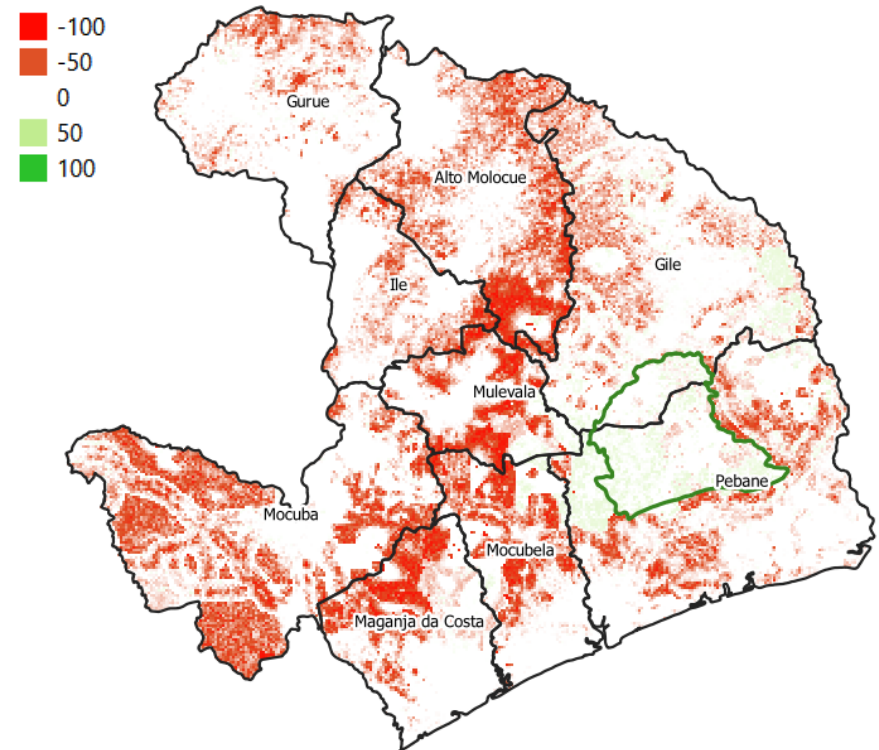 -100
-50
0
50
100
Gurue
Alto Molocue
Gile
Ile
Mulevala
Pebane
Mocuba
Mocubela
Maganja da Costa